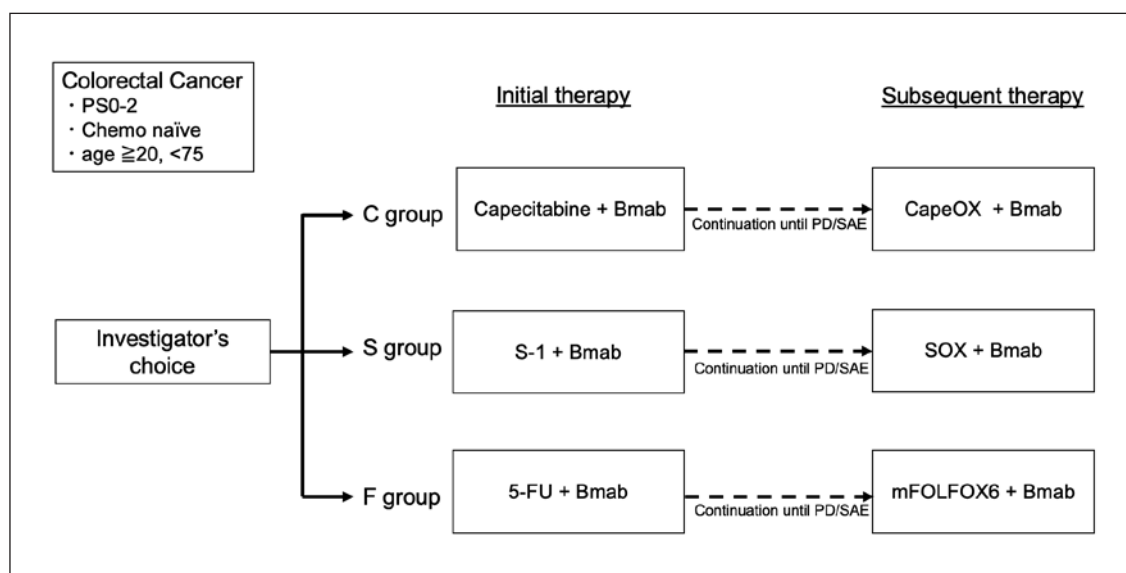 Colorectal Cancer
・PS0-2
・Chemo naïve
・age ≧20, <75
Initial therapy
Subsequent therapy
Investigator's
choice
C group
Capecitabine + Bmab
Continuation until PD/SAE
CapeOX + Bmab
S group
S-1 + Bmab
Continuation until PD/SAE
SOX + Bmab
F group
5-FU + Bmab
Continuation until PD/SAE
mFOLFOX6 + Bmab